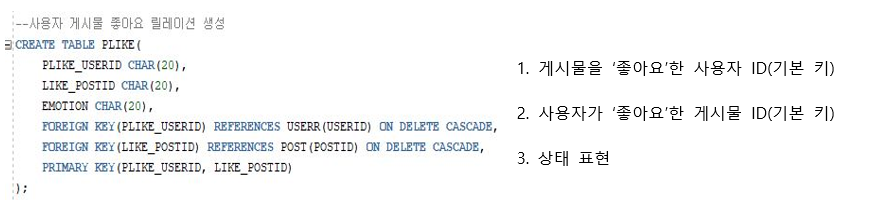 --사용자 게시물 좋아요 릴레이션 생성
CREATE TABLE PLIKE(
PLIKE_USERID CHAR(20),
LIKE_POSTID CHAR(20),
EMOTION CHAR(20),
FOREIGN KEY(PLIKE_USERID) REFERENCES USERR(USERID) ON DELETE CASCADE,
FOREIGN KEY(LIKE_POSTID) REFERENCES POST(POSTID) ON DELETE CASCADE,
PRIMARY KEY(PLIKE_USERID, LIKE_POSTID)
);
1. 게시물을 ‘좋아요’한 사용자 ID(기본 키)
2. 사용자가 ‘좋아요’한 게시물 ID(기본 키)
3. 상태 표현